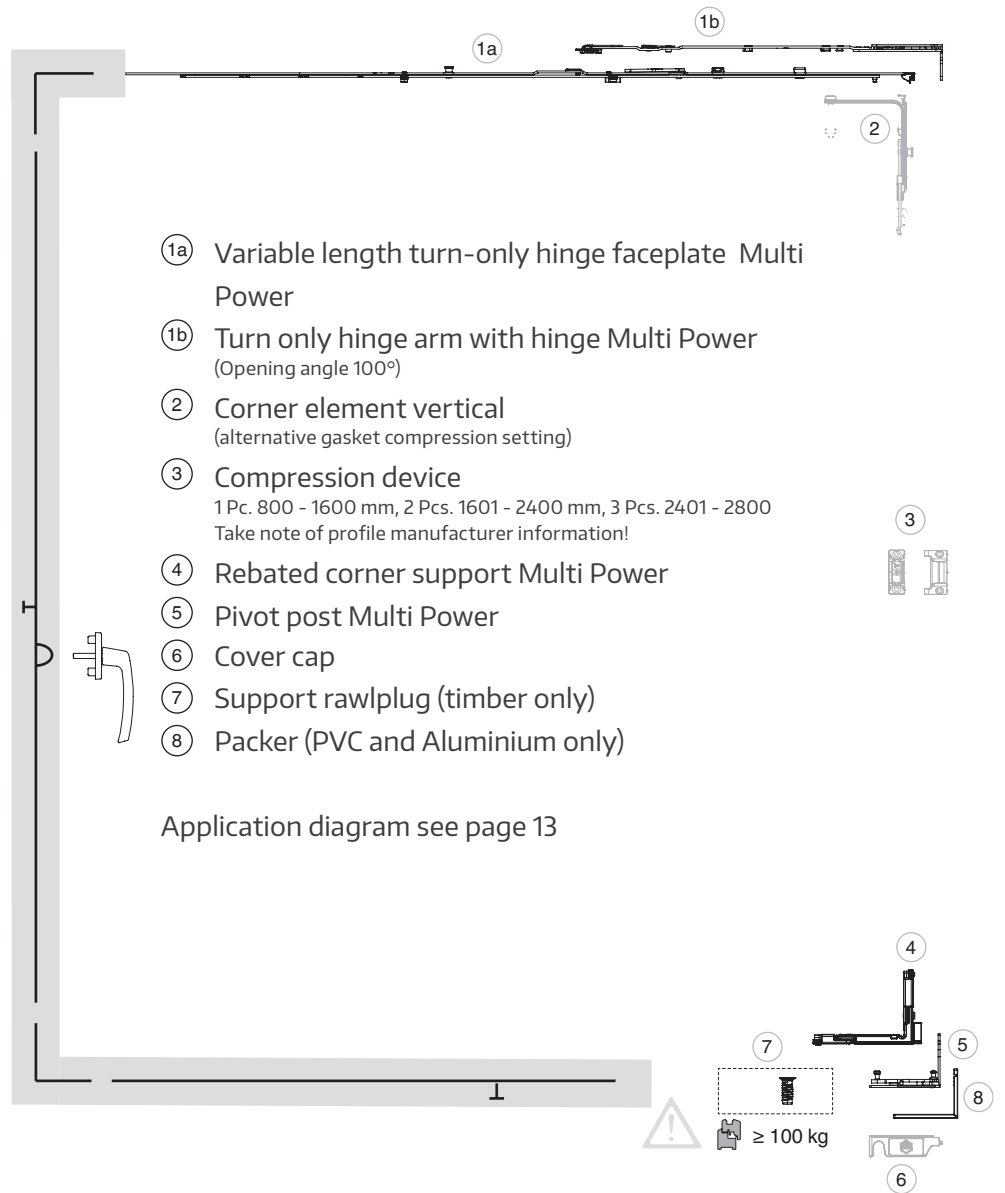 1b
1a
2
1a Variable length turn-only hinge faceplate Multi
Power
1b Turn only hinge arm with hinge Multi Power
(Opening angle 100º)
2 Corner element vertical
(alternative gasket compression setting)
3 Compression device
1 Pc. 800 - 1600 mm, 2 Pcs. 1601 - 2400 mm, 3 Pcs. 2401 - 2800
Take note of profile manufacturer information!
3
4 Rebated corner support Multi Power
5 Pivot post Multi Power
6 Cover cap
7 Support rawlplug (timber only)
8 Packer (PVC and Aluminium only)
Application diagram see page 13
4
7
5
8
≥ 100 kg
6